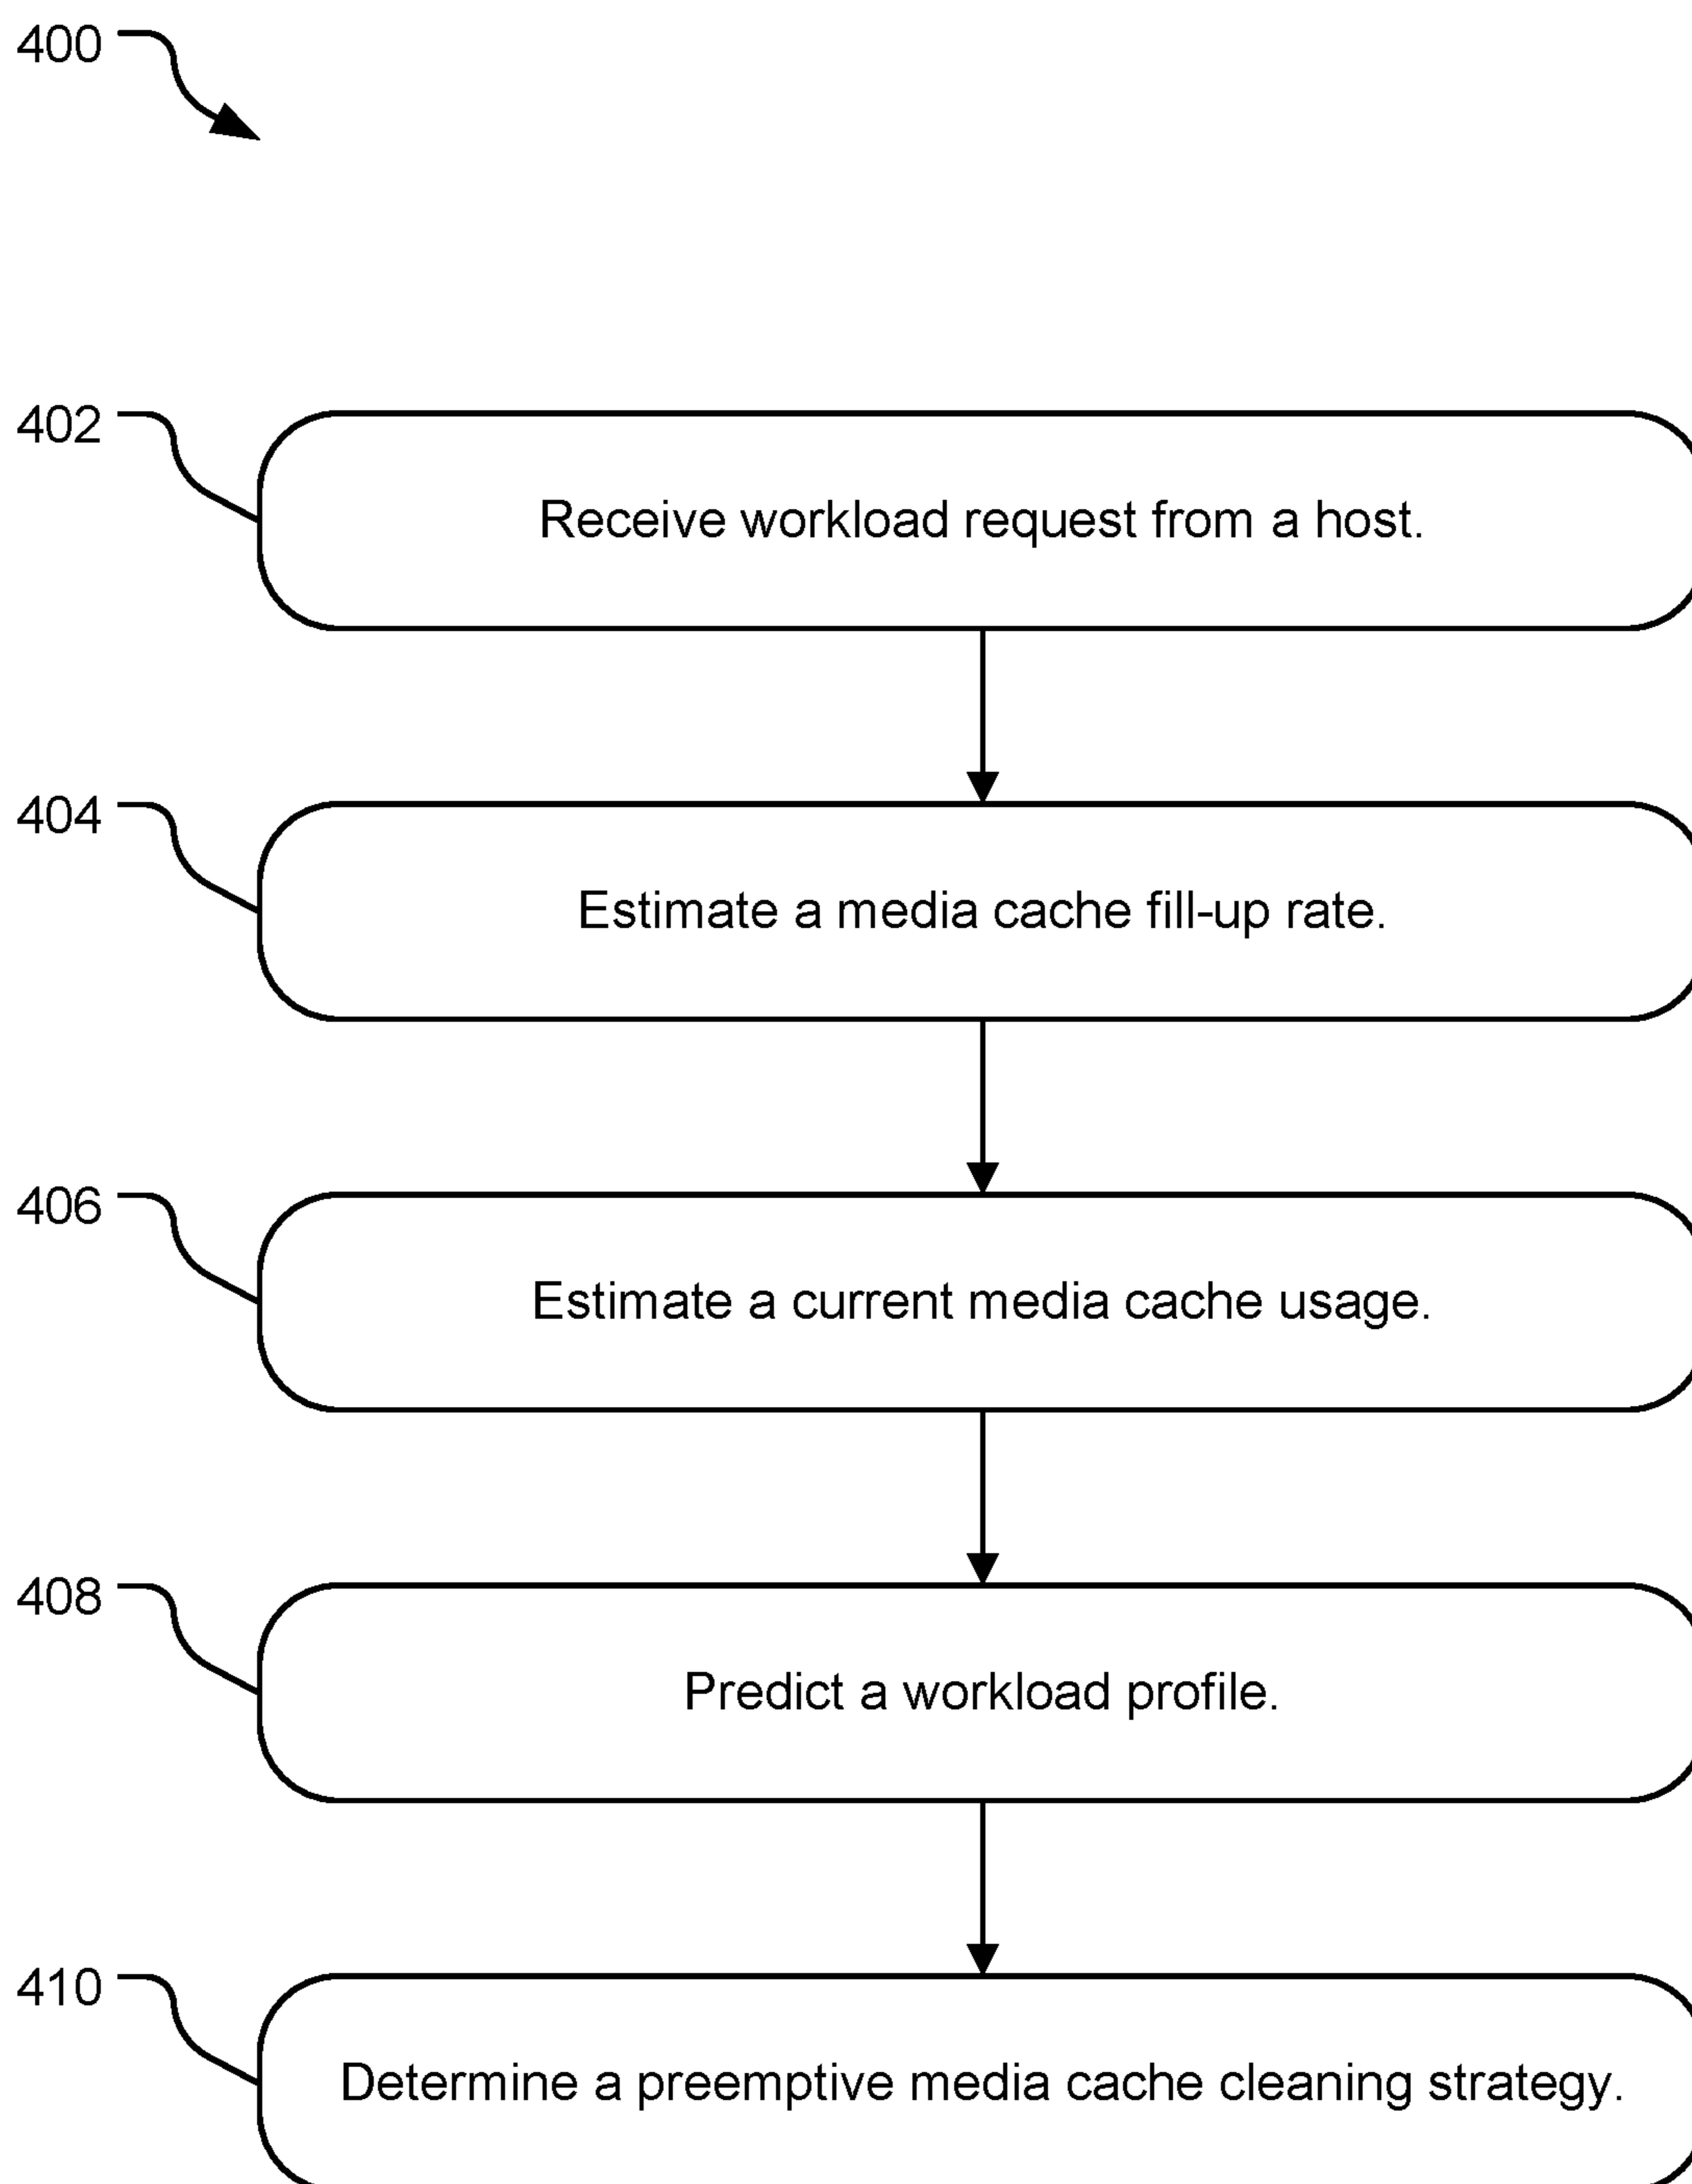 400
402
Receive workload request from a host.
404
Estimate a media cache fill-up rate.
406
Estimate a current media cache usage.
408
Predict a workload profile.
410
Determine a preemptive media cache cleaning strategy.